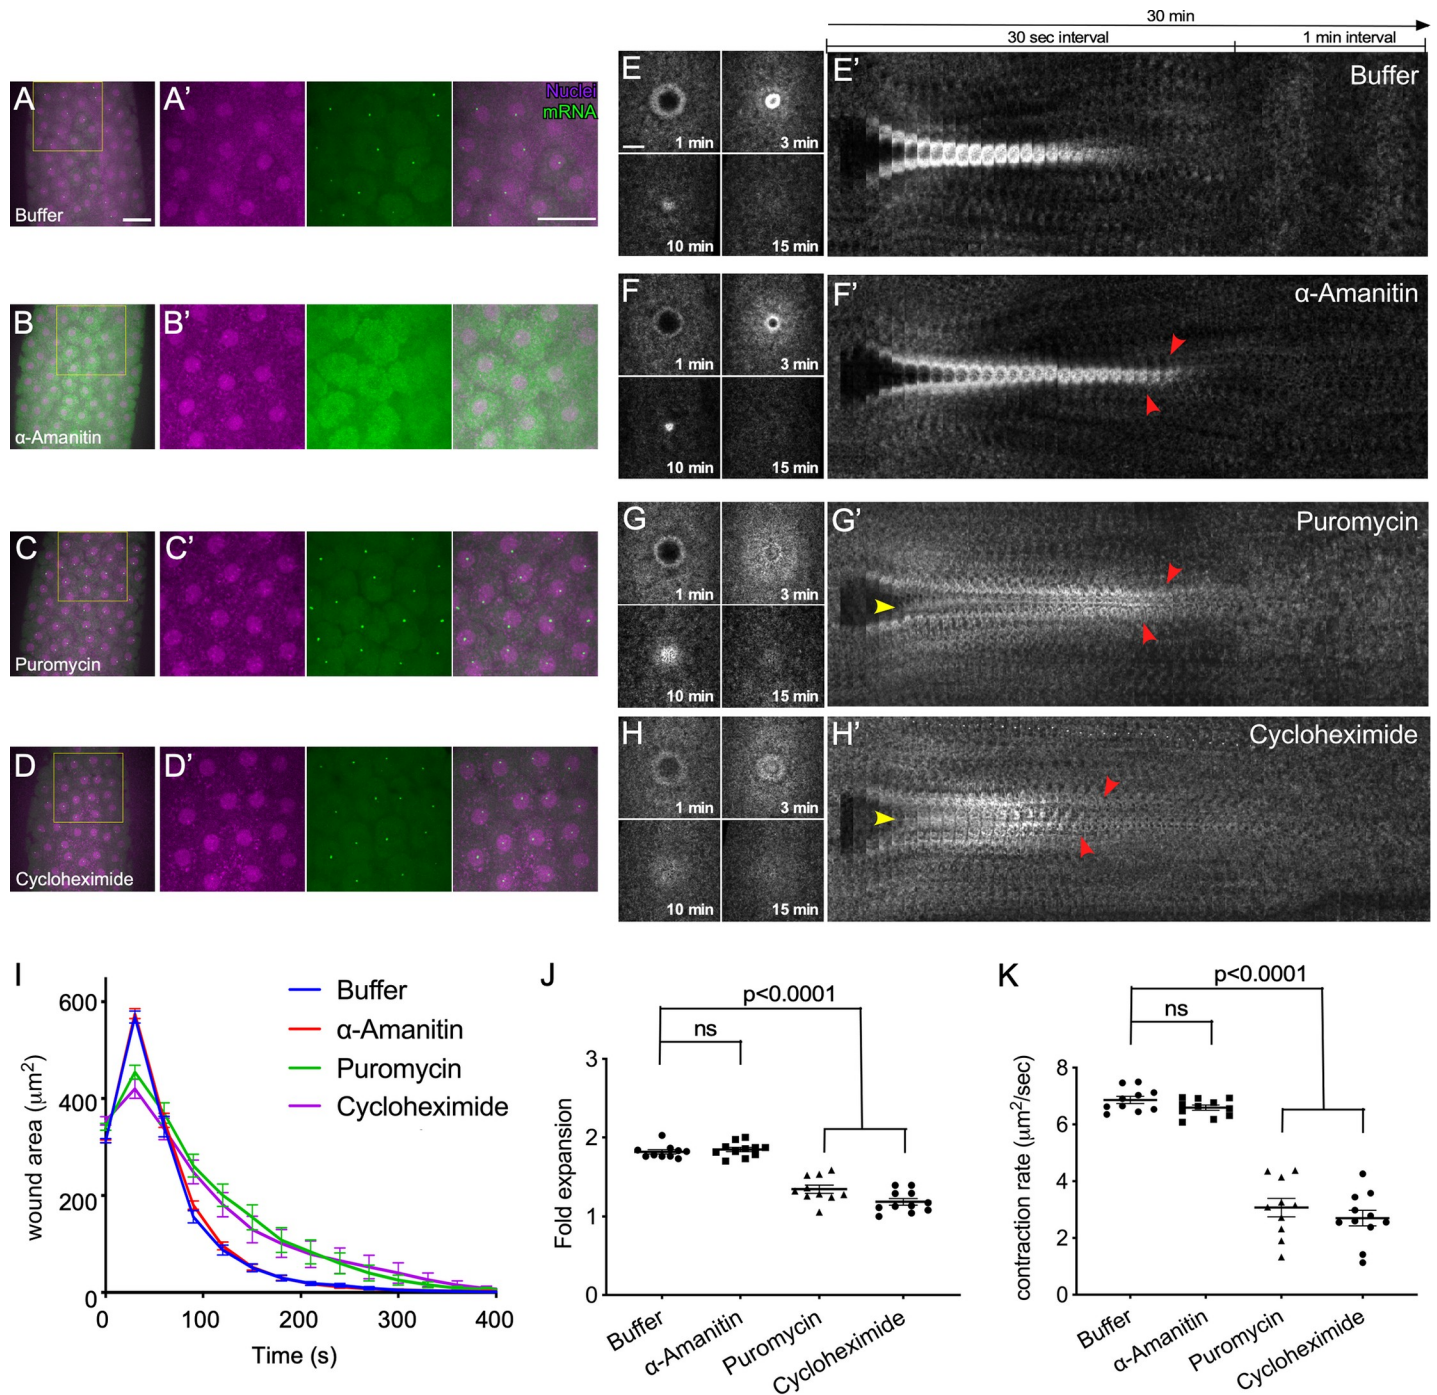 30 min
30 sec interval
1 min interval
A
A’
Nuclei
mRNA
Buffer
E
1 min
3 min
10 min
15 min
E’
Buffer
B
B’
α-Amanitin
F
1 min
3 min
10 min
15 min
F’
α-Amanitin
C
C’
Puromycin
G
1 min
3 min
10 min
15 min
G’
Puromycin
D
D’
Cycloheximide
H
1 min
3 min
10 min
15 min
H’
Cycloheximide
I
Buffer
α-Amanitin
Puromycin
Cycloheximide
wound area (μm2)
600
400
200
0
0
100
200
300
400
Time (s)
J
p<0.0001
ns
Fold expansion
3
2
1
0
Buffer
α-Amanitin
Puromycin
Cycloheximide
K
p<0.0001
ns
contraction rate (μm2/sec)
8
6
4
2
0
Buffer
α-Amanitin
Puromycin
Cycloheximide